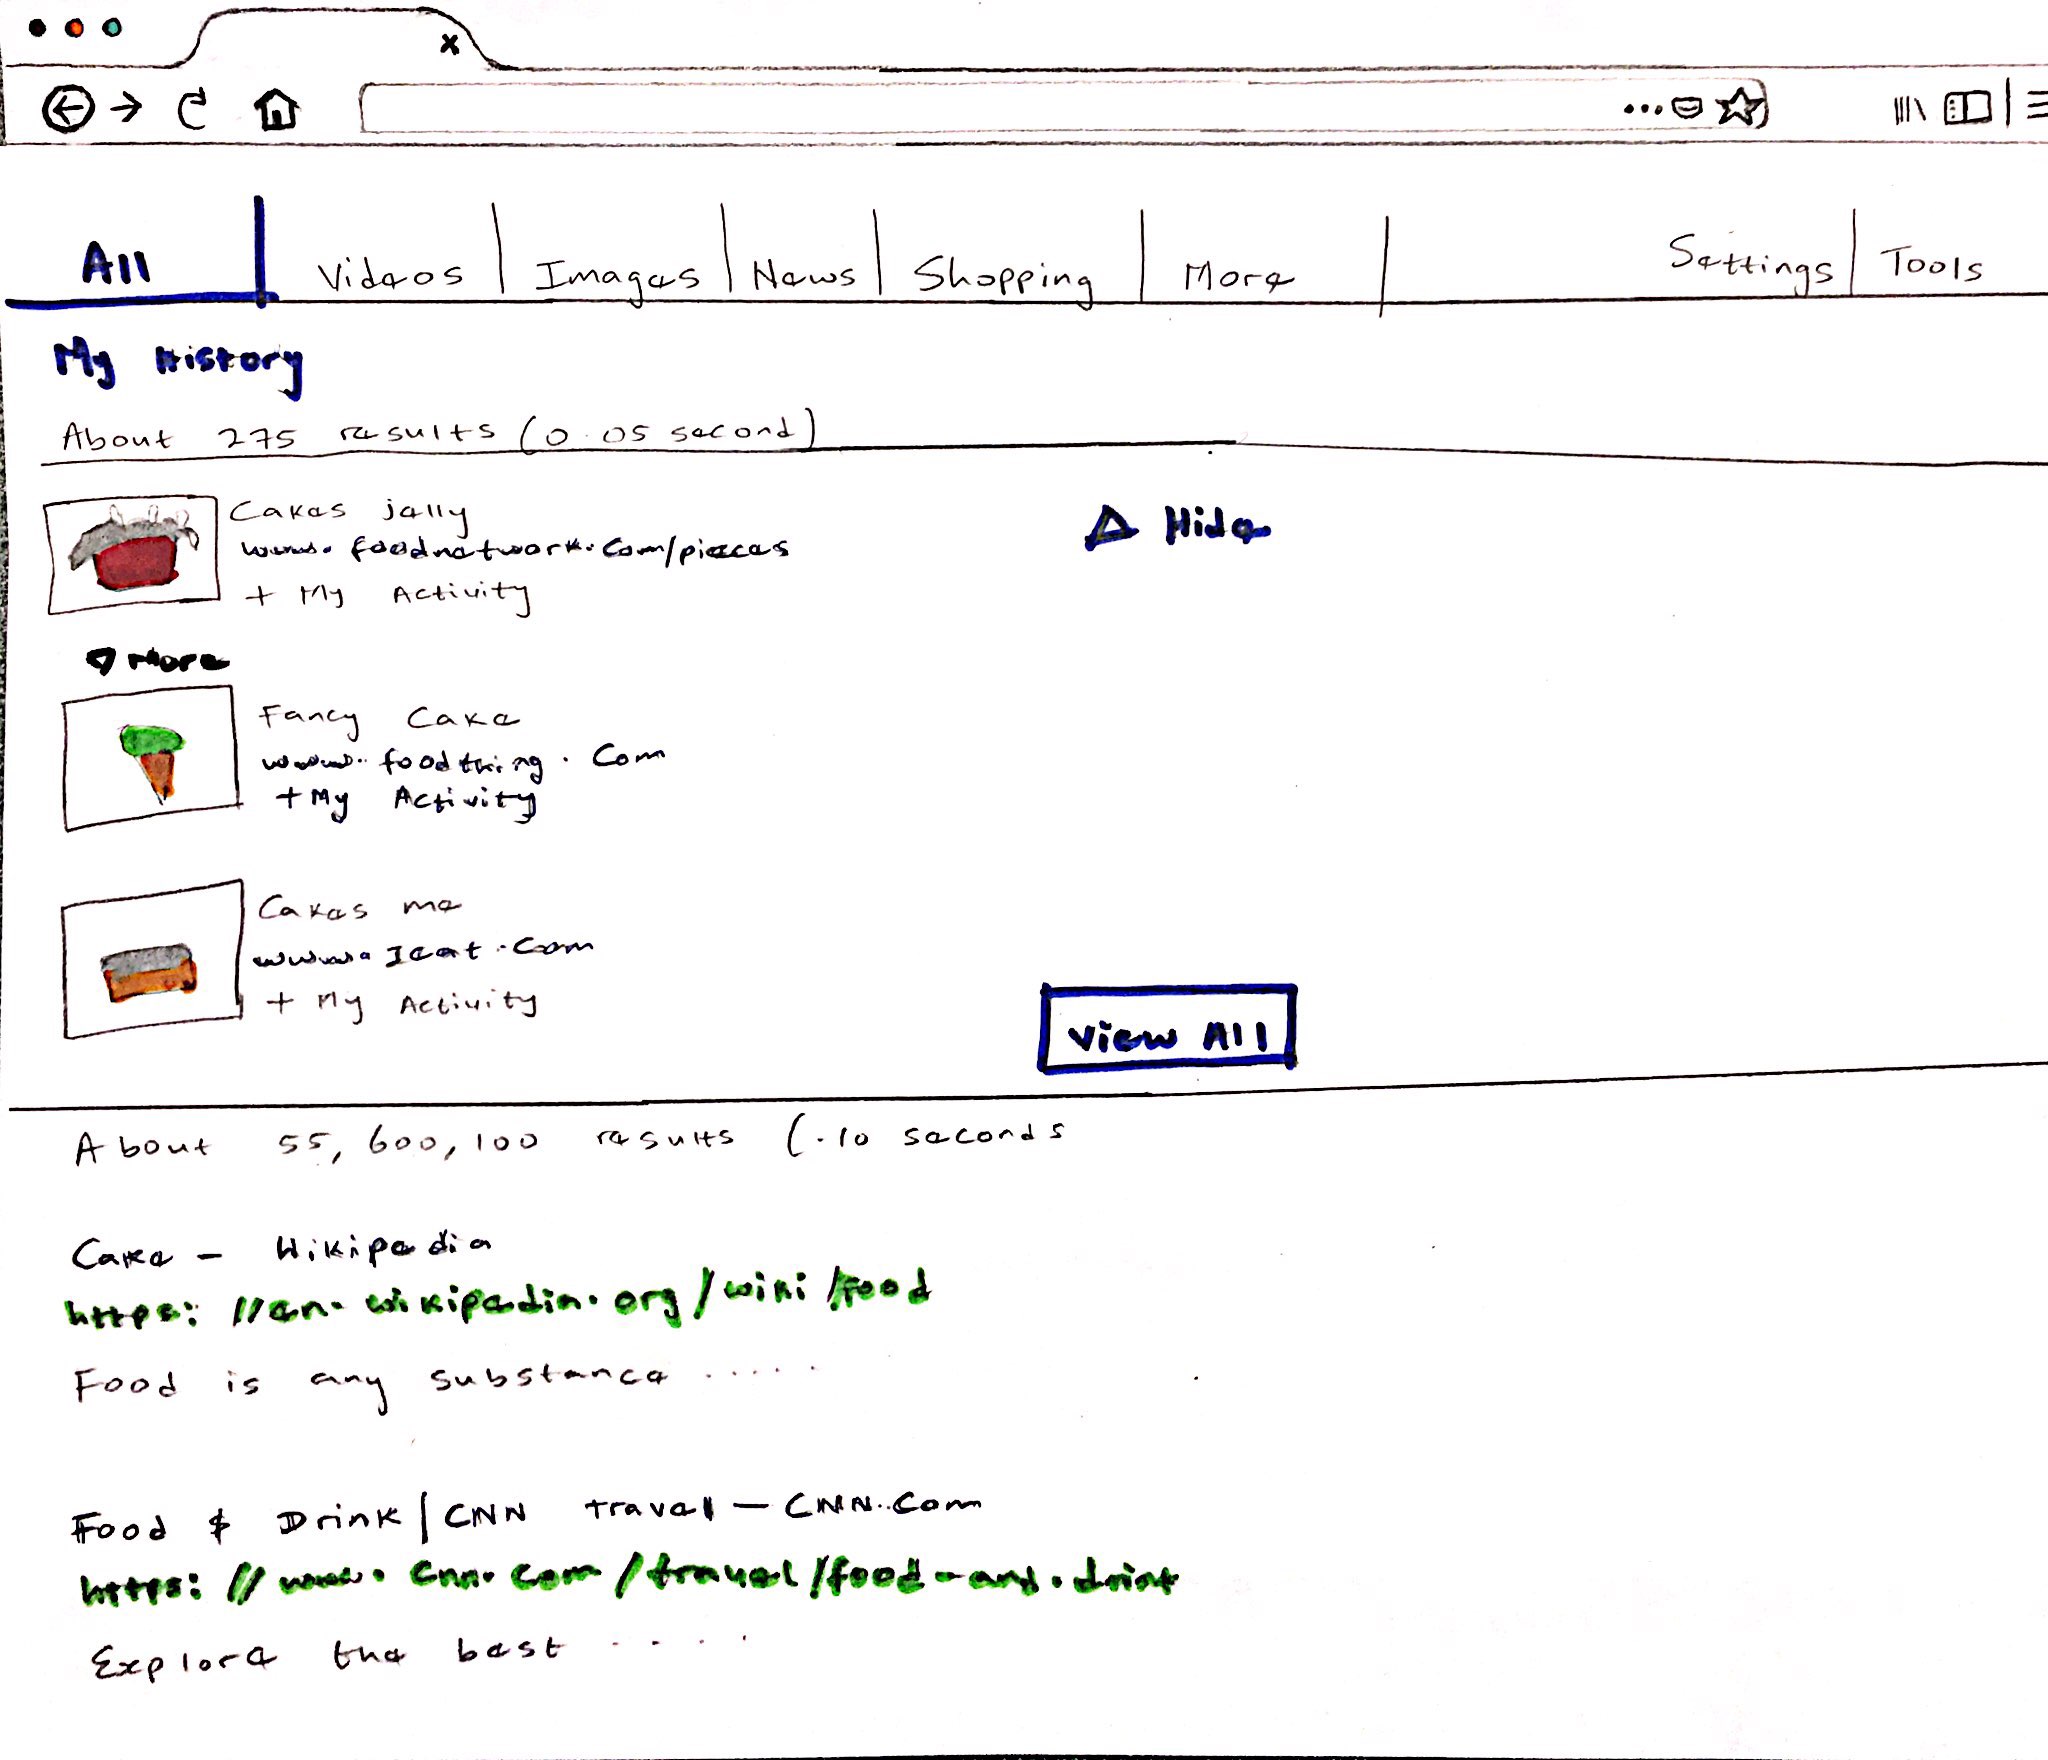 x
All Videos Images News Shopping More Settings Tools
My History
About 275 results (0.05 second)
Cakes jelly
www.foodnetwork.com/pieces
+ My Activity
Hide
More
Fancy Cake
www.foodthing.com
+ My Activity
Cakes me
www.Ieat.com
+ My Activity
View All
About 55,600,100 results (.10 seconds
Cake - Wikipedia
https://en.wikipedia.org/wiki/food
Food is any substance .....
Food & Drink | CNN travel - CNN.com
https://www.cnn.com/travel/food-and.drink
Explore the best ....